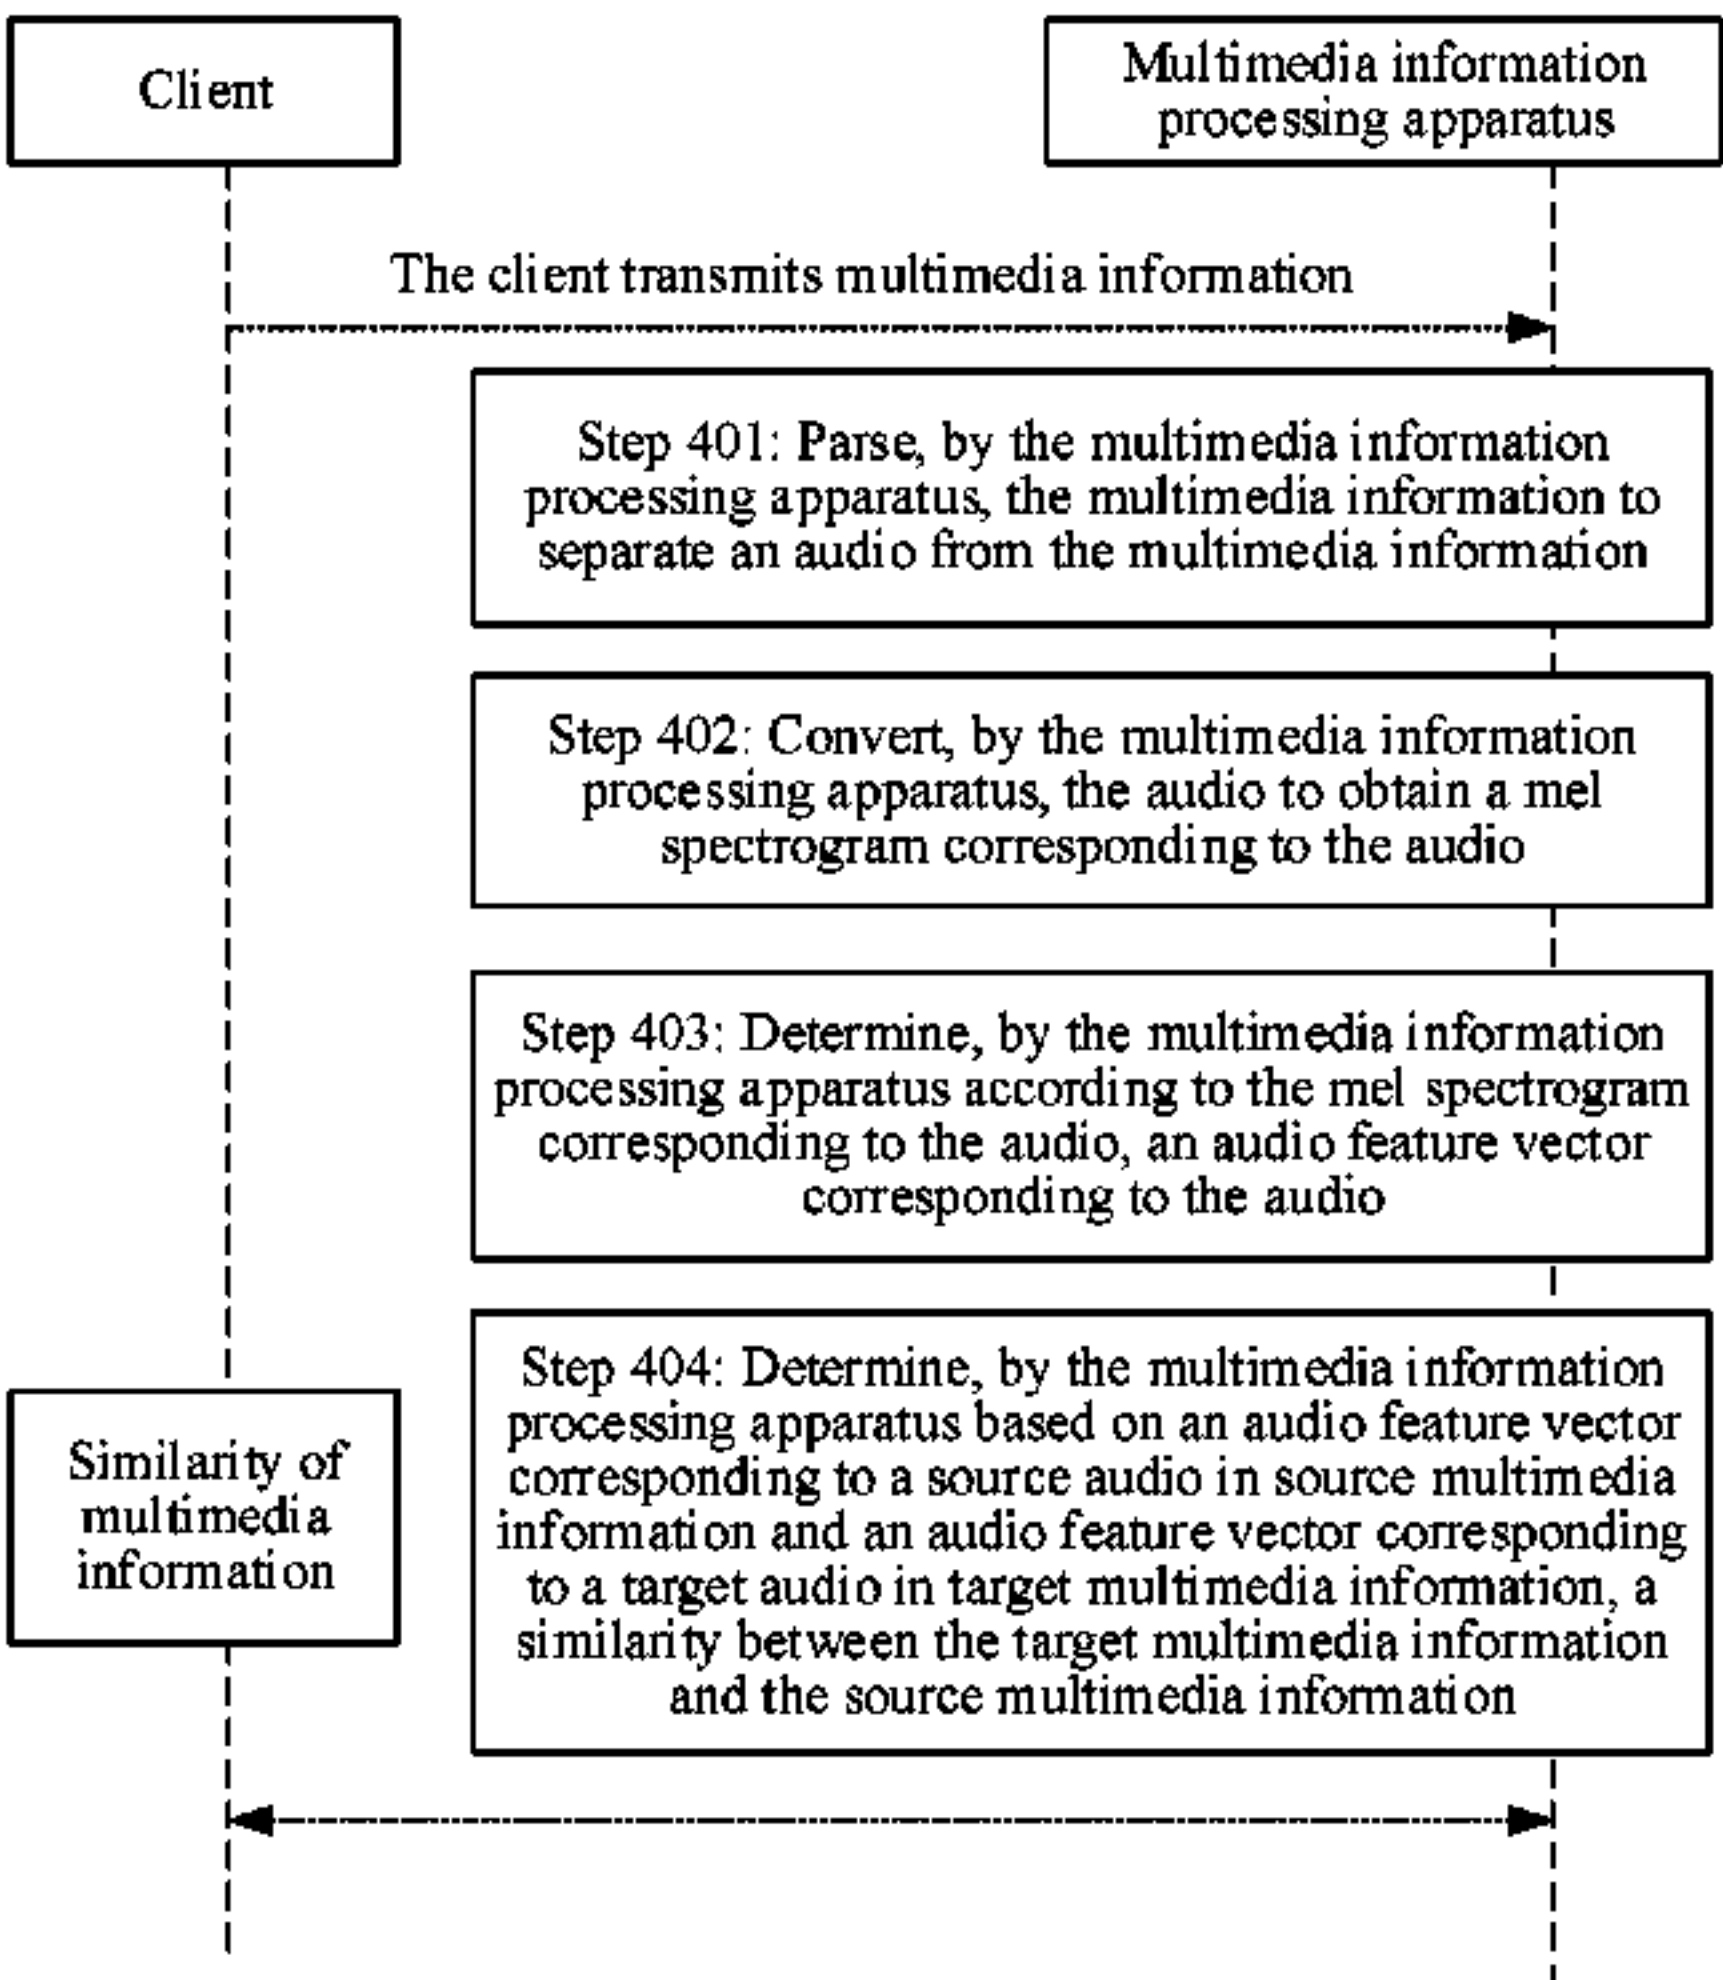 Client
Multimedia information
processing apparatus
The client transmits multimedia information
Step 401: Parse, by the multimedia information
processing apparatus, the multimedia information to
separate an audio from the multimedia information
Step 402: Convert, by the multimedia information
processing apparatus, the audio to obtain a mel
spectrogram corresponding to the audio
Step 403: Determine, by the multimedia information
processing apparatus according to the mel spectrogram
corresponding to the audio, an audio feature vector
corresponding to the audio
Step 404: Determine, by the multimedia information
processing apparatus based on an audio feature vector
corresponding to a source audio in source multimedia
information and an audio feature vector corresponding
to a target audio in target multimedia information, a
similarity between the target multimedia information
and the source multimedia information
Similarity of
multimedia
information